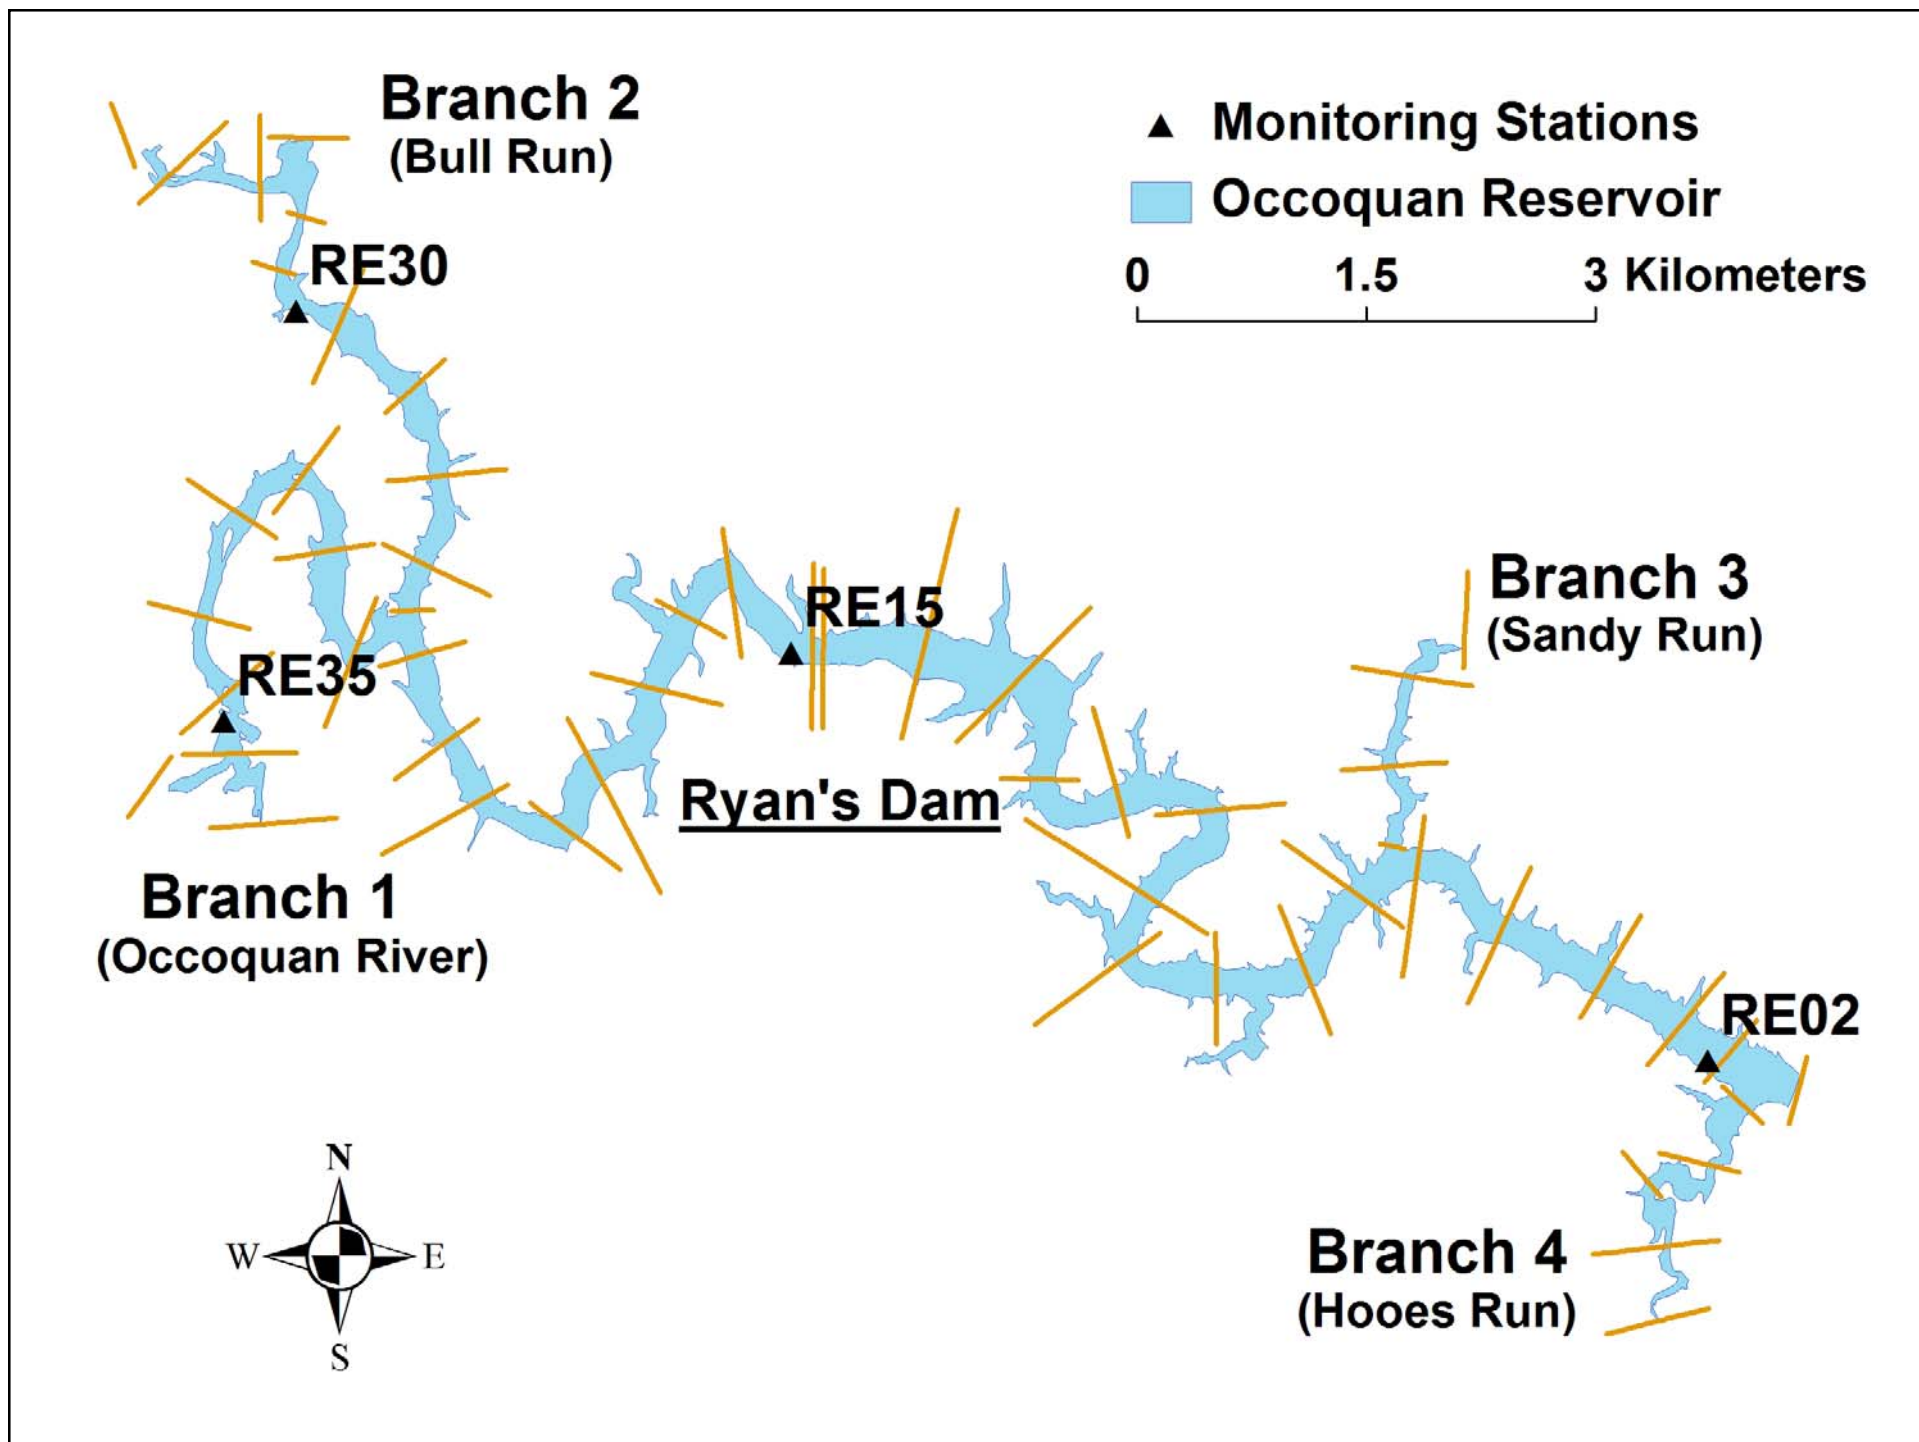 Branch 2
(Bull Run)
Monitoring Stations
Occoquan Reservoir
0 1.5 3 Kilometers
RE30
RE35
RE15
Branch 3
(Sandy Run)
Ryan's Dam
Branch 1
(Occoquan River)
RE02
N
W E
S
Branch 4
(Hooes Run)